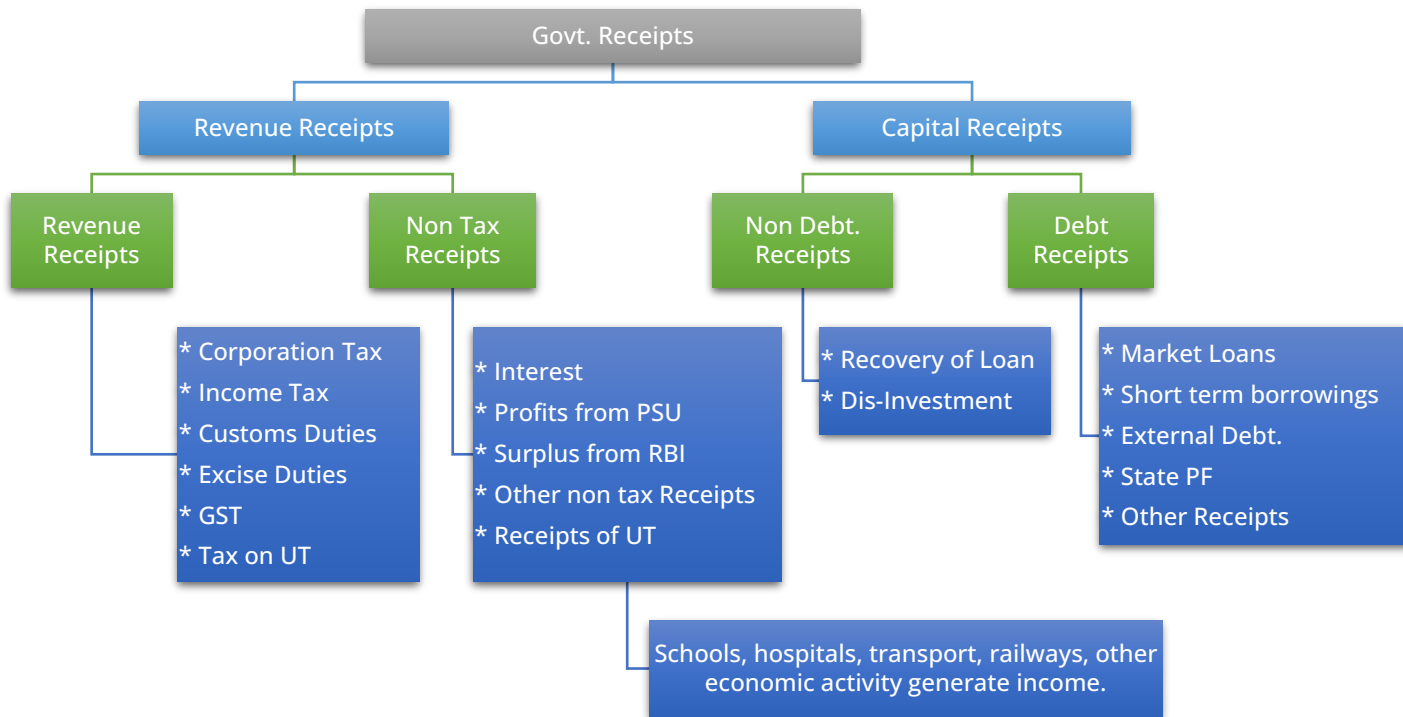 Govt. Receipts
Revenue Receipts
Capital Receipts
Revenue
Receipts
Non Tax
Receipts
Non Debt.
Receipts
Debt
Receipts
* Corporation Tax
* Income Tax
* Customs Duties
* Excise Duties
* GST
* Tax on UT
* Interest
* Profits from PSU
* Surplus from RBI
* Other non tax Receipts
* Receipts of UT
* Recovery of Loan
* Dis-Investment
* Market Loans
* Short term borrowings
* External Debt.
* State PF
* Other Receipts
Schools, hospitals, transport, railways, other
economic activity generate income.